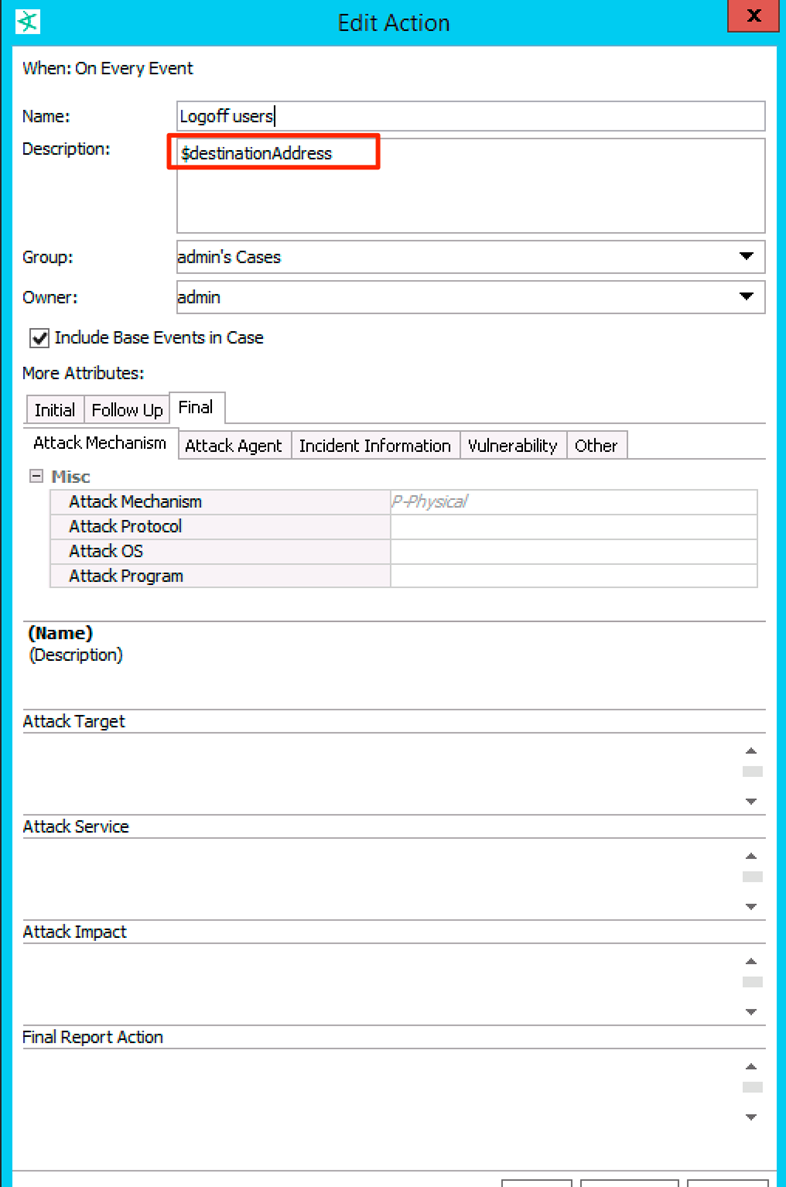 Edit Action
X
When: On Every Event
Name: Logoff users
Description: $destinationAddress
Group: admin's Cases
Owner: admin
Include Base Events in Case
More Attributes:
Initial Follow Up Final
Attack Mechanism Attack Agent Incident Information Vulnerability Other
Misc
Attack Mechanism P-Physical
Attack Protocol
Attack OS
Attack Program
(Name)
(Description)
Attack Target
Attack Service
Attack Impact
Final Report Action